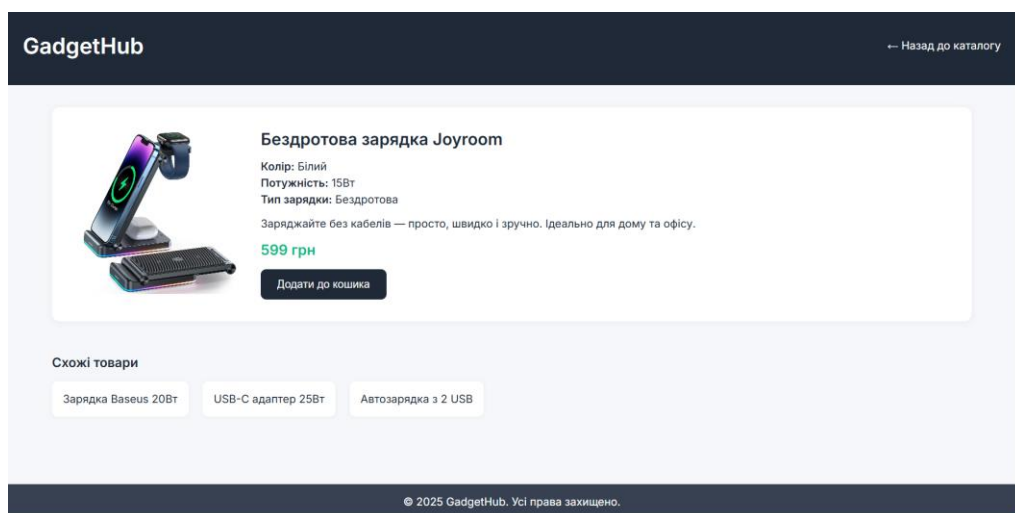 GadgetHub
← Назад до каталогу
Бездротова зарядка Joyroom
Колір: Білий
Потужність: 15Вт
Тип зарядки: Бездротова
Заряджайте без кабелів — просто, швидко і зручно. Ідеально для дому та офісу.
599 грн
Додати до кошика
Схожі товари
Зарядка Baseus 20Вт
USB-C адаптер 25Вт
Автозарядка з 2 USB
© 2025 GadgetHub. Усі права захищено.